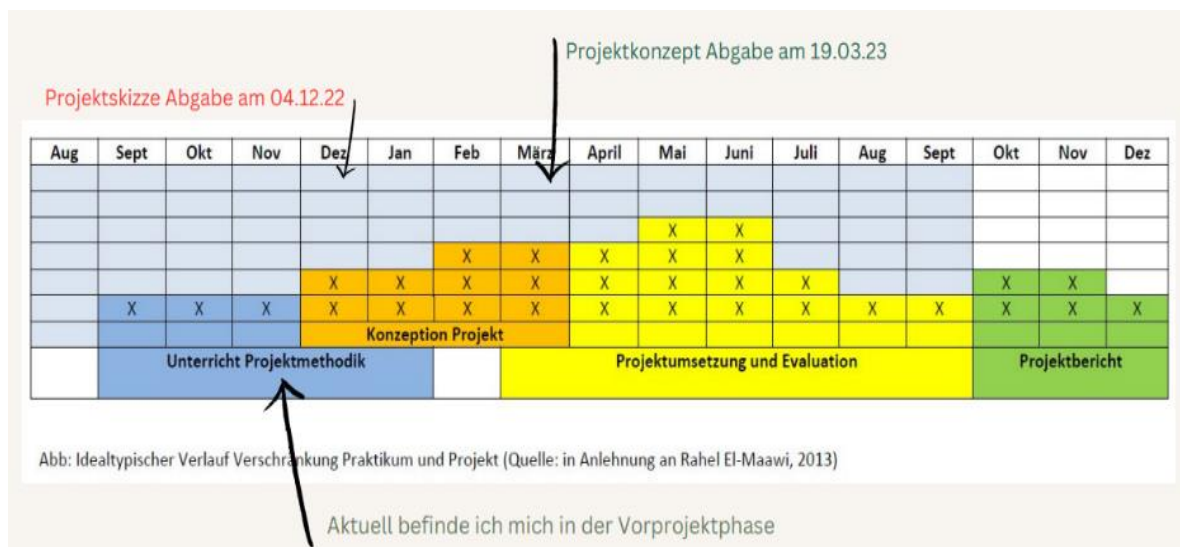 Projektkonzept Abgabe am 19.03.23
Projektskizze Abgabe am 04.12.22
Aug Sept Okt Nov Dez Jan Feb März April Mai Juni Juli Aug Sept Okt Nov Dez
X X
X X X X X
X X X X X X X X X X
X X X X X X X X X X X X X X X X
Konzeption Projekt
Unterricht Projektmethodik Projektumsetzung und Evaluation Projektbericht
Abb: Idealtypischer Verlauf Verschränkung Praktikum und Projekt (Quelle: in Anlehnung an Rahel El-Maawi, 2013)
Aktuell befinde ich mich in der Vorprojektphase